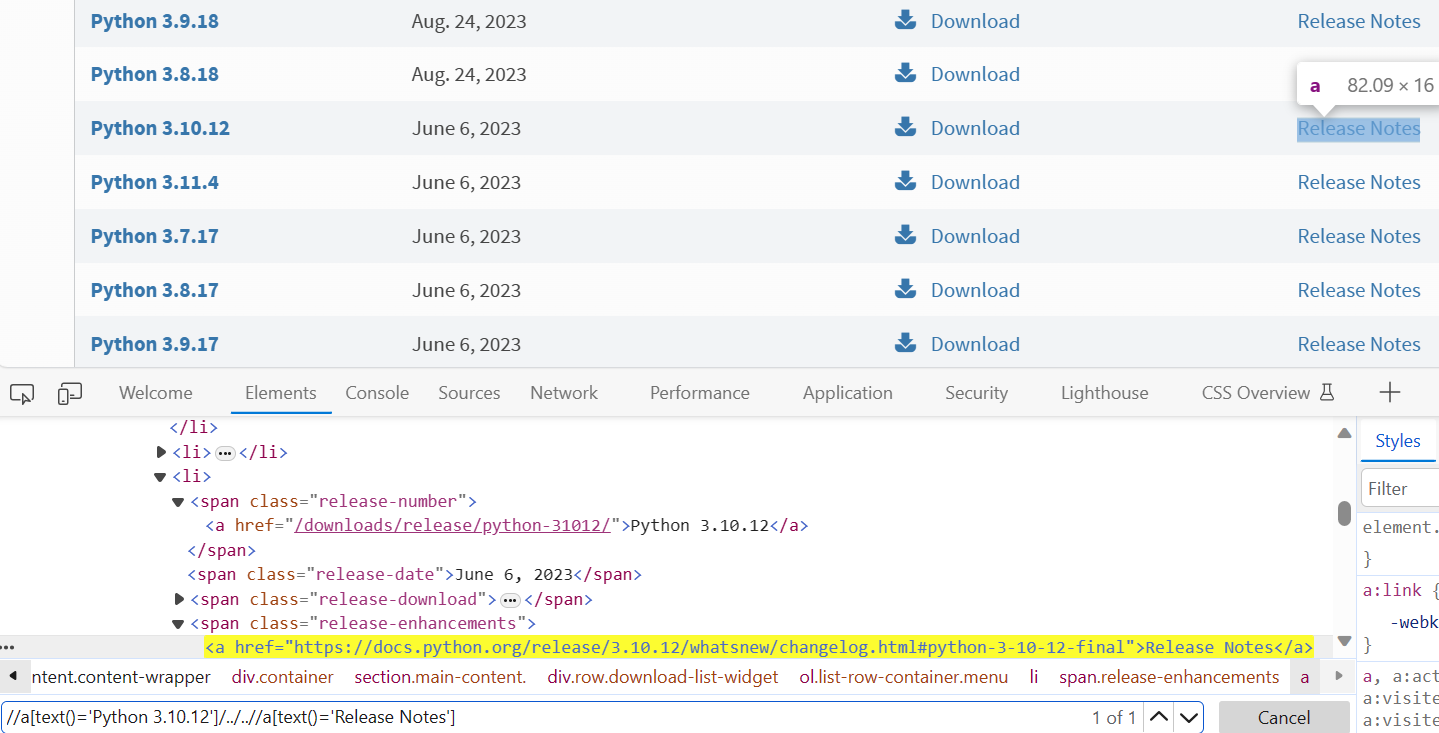 Python 3.9.18 Aug. 24, 2023 Download Release Notes
Python 3.8.18 Aug. 24, 2023 Download
a 82.09 × 16
Python 3.10.12 June 6, 2023 Download Release Notes
Python 3.11.4 June 6, 2023 Download Release Notes
Python 3.7.17 June 6, 2023 Download Release Notes
Python 3.8.17 June 6, 2023 Download Release Notes
Python 3.9.17 June 6, 2023 Download Release Notes
Welcome Elements Console Sources Network Performance Application Security Lighthouse CSS Overview
</li>
<li>…</li>
<li>
<span class="release-number">
<a href="/downloads/release/python-31012/">Python 3.10.12</a>
</span>
<span class="release-date">June 6, 2023</span>
<span class="release-download">…</span>
<span class="release-enhancements">
<a href="https://docs.python.org/release/3.10.12/whatsnew/changelog.html#python-3-10-12-final">Release Notes</a>
Styles
Filter
element.
}
a:link {
-webk
}
a, a:act
a:visite
a:visite
ntent.content-wrapper div.container section.main-content. div.row.download-list-widget ol.list-row-container.menu li span.release-enhancements a
//a[text()='Python 3.10.12']/../..//a[text()='Release Notes'] 1 of 1 Cancel